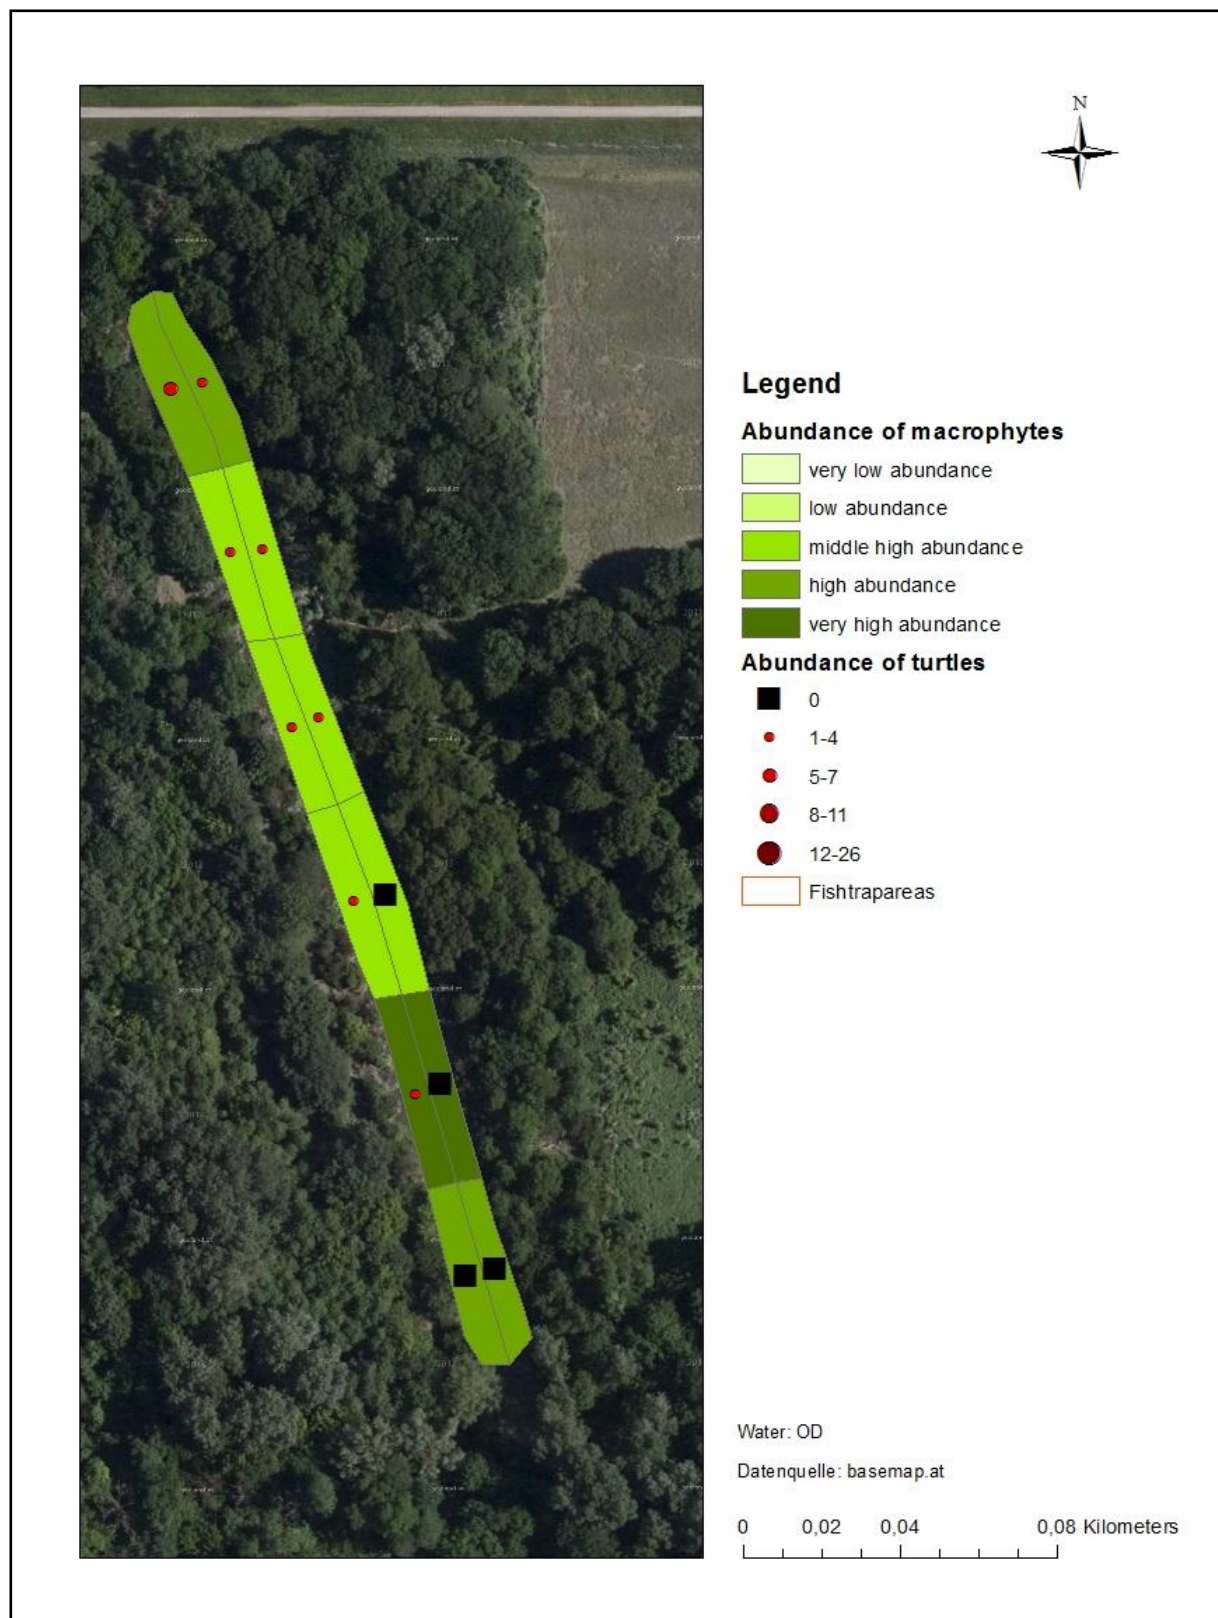 N
Legend
Abundance of macrophytes
very low abundance
low abundance
middle high abundance
high abundance
very high abundance
Abundance of turtles
0
1-4
5-7
8-11
12-26
Fishtrapareas
Water: OD
Datenquelle: basemap.at
0 0,02 0,04 0,08 Kilometers